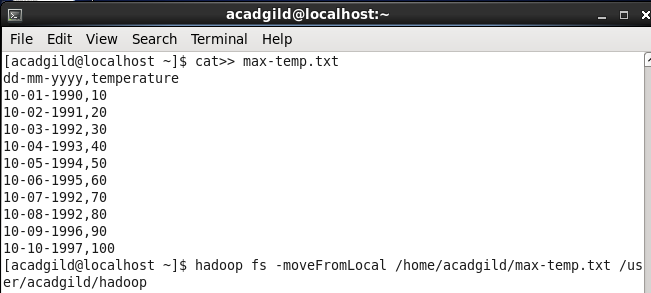 acadgild@localhost:~
File Edit View Search Terminal Help
[acadgild@localhost ~]$ cat>> max-temp.txt
dd-mm-yyyy,temperature
10-01-1990,10
10-02-1991,20
10-03-1992,30
10-04-1993,40
10-05-1994,50
10-06-1995,60
10-07-1992,70
10-08-1992,80
10-09-1996,90
10-10-1997,100
[acadgild@localhost ~]$ hadoop fs -moveFromLocal /home/acadgild/max-temp.txt /us
er/acadgild/hadoop